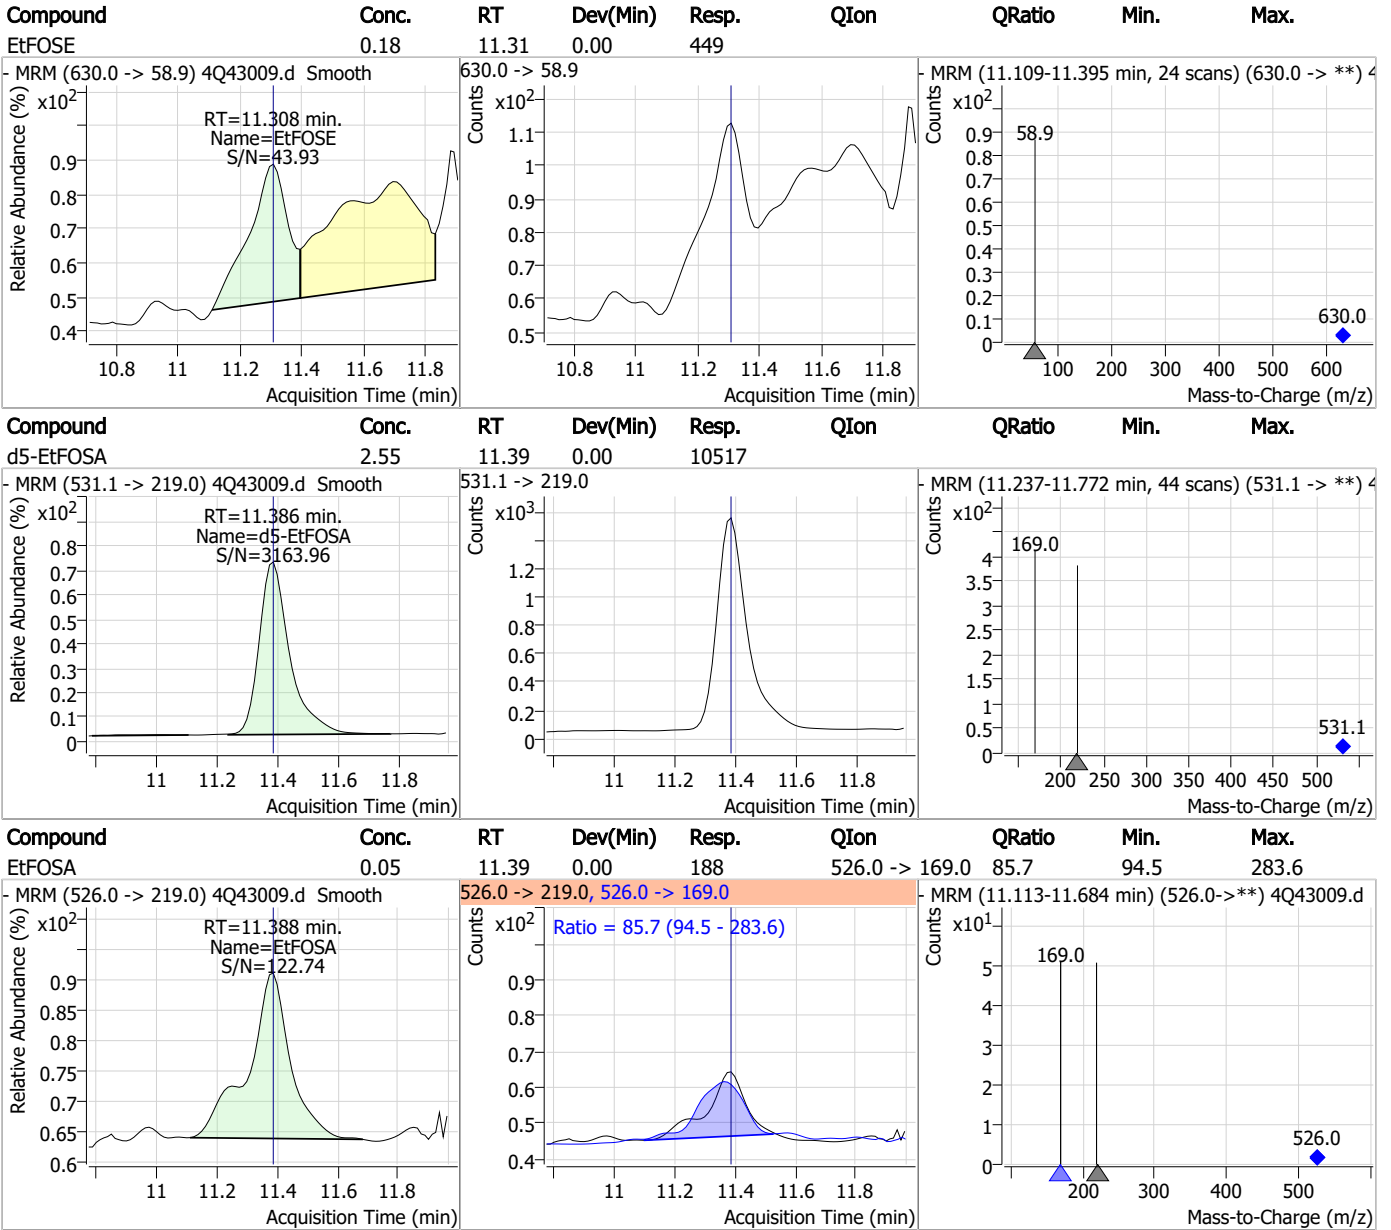 Compound Conc. RT Dev(Min) Resp. QIon QRatio Min. Max.
EtFOSE 0.18 11.31 0.00 449
- MRM (630.0 -> 58.9) 4Q43009.d Smooth
Relative Abundance (%)
x10²
RT=11.308 min.
Name=EtFOSE
S/N=43.93
0.9
0.8
0.7
0.6
0.5
0.4
10.8 11 11.2 11.4 11.6 11.8
Acquisition Time (min)
630.0 -> 58.9
Counts
x10²
1.1
1
0.9
0.8
0.7
0.6
0.5
10.8 11 11.2 11.4 11.6 11.8
Acquisition Time (min)
- MRM (11.109-11.395 min, 24 scans) (630.0 -> **) 4
Counts
x10²
58.9
0.9
0.8
0.7
0.6
0.5
0.4
0.3
0.2
0.1
0
630.0
100 200 300 400 500 600
Mass-to-Charge (m/z)
Compound Conc. RT Dev(Min) Resp. QIon QRatio Min. Max.
d5-EtFOSA 2.55 11.39 0.00 10517
- MRM (531.1 -> 219.0) 4Q43009.d Smooth
Relative Abundance (%)
x10²
RT=11.386 min.
Name=d5-EtFOSA
S/N=3163.96
0.8
0.7
0.6
0.5
0.4
0.3
0.2
0.1
0
11 11.2 11.4 11.6 11.8
Acquisition Time (min)
531.1 -> 219.0
Counts
x10³
1.2
1
0.8
0.6
0.4
0.2
0
11 11.2 11.4 11.6 11.8
Acquisition Time (min)
- MRM (11.237-11.772 min, 44 scans) (531.1 -> **) 4
Counts
x10²
169.0
4
3.5
3
2.5
2
1.5
1
0.5
0
531.1
200 250 300 350 400 450 500
Mass-to-Charge (m/z)
Compound Conc. RT Dev(Min) Resp. QIon QRatio Min. Max.
EtFOSA 0.05 11.39 0.00 188 526.0 -> 169.0 85.7 94.5 283.6
- MRM (526.0 -> 219.0) 4Q43009.d Smooth
Relative Abundance (%)
x10²
RT=11.388 min.
Name=EtFOSA
S/N=122.74
0.9
0.85
0.8
0.75
0.7
0.65
0.6
11 11.2 11.4 11.6 11.8
Acquisition Time (min)
526.0 -> 219.0, 526.0 -> 169.0
Counts
x10²
Ratio = 85.7 (94.5 - 283.6)
0.9
0.8
0.7
0.6
0.5
0.4
11 11.2 11.4 11.6 11.8
Acquisition Time (min)
- MRM (11.113-11.684 min) (526.0->**) 4Q43009.d
Counts
x10¹
169.0
5
4
3
2
1
0
526.0
200 300 400 500
Mass-to-Charge (m/z)